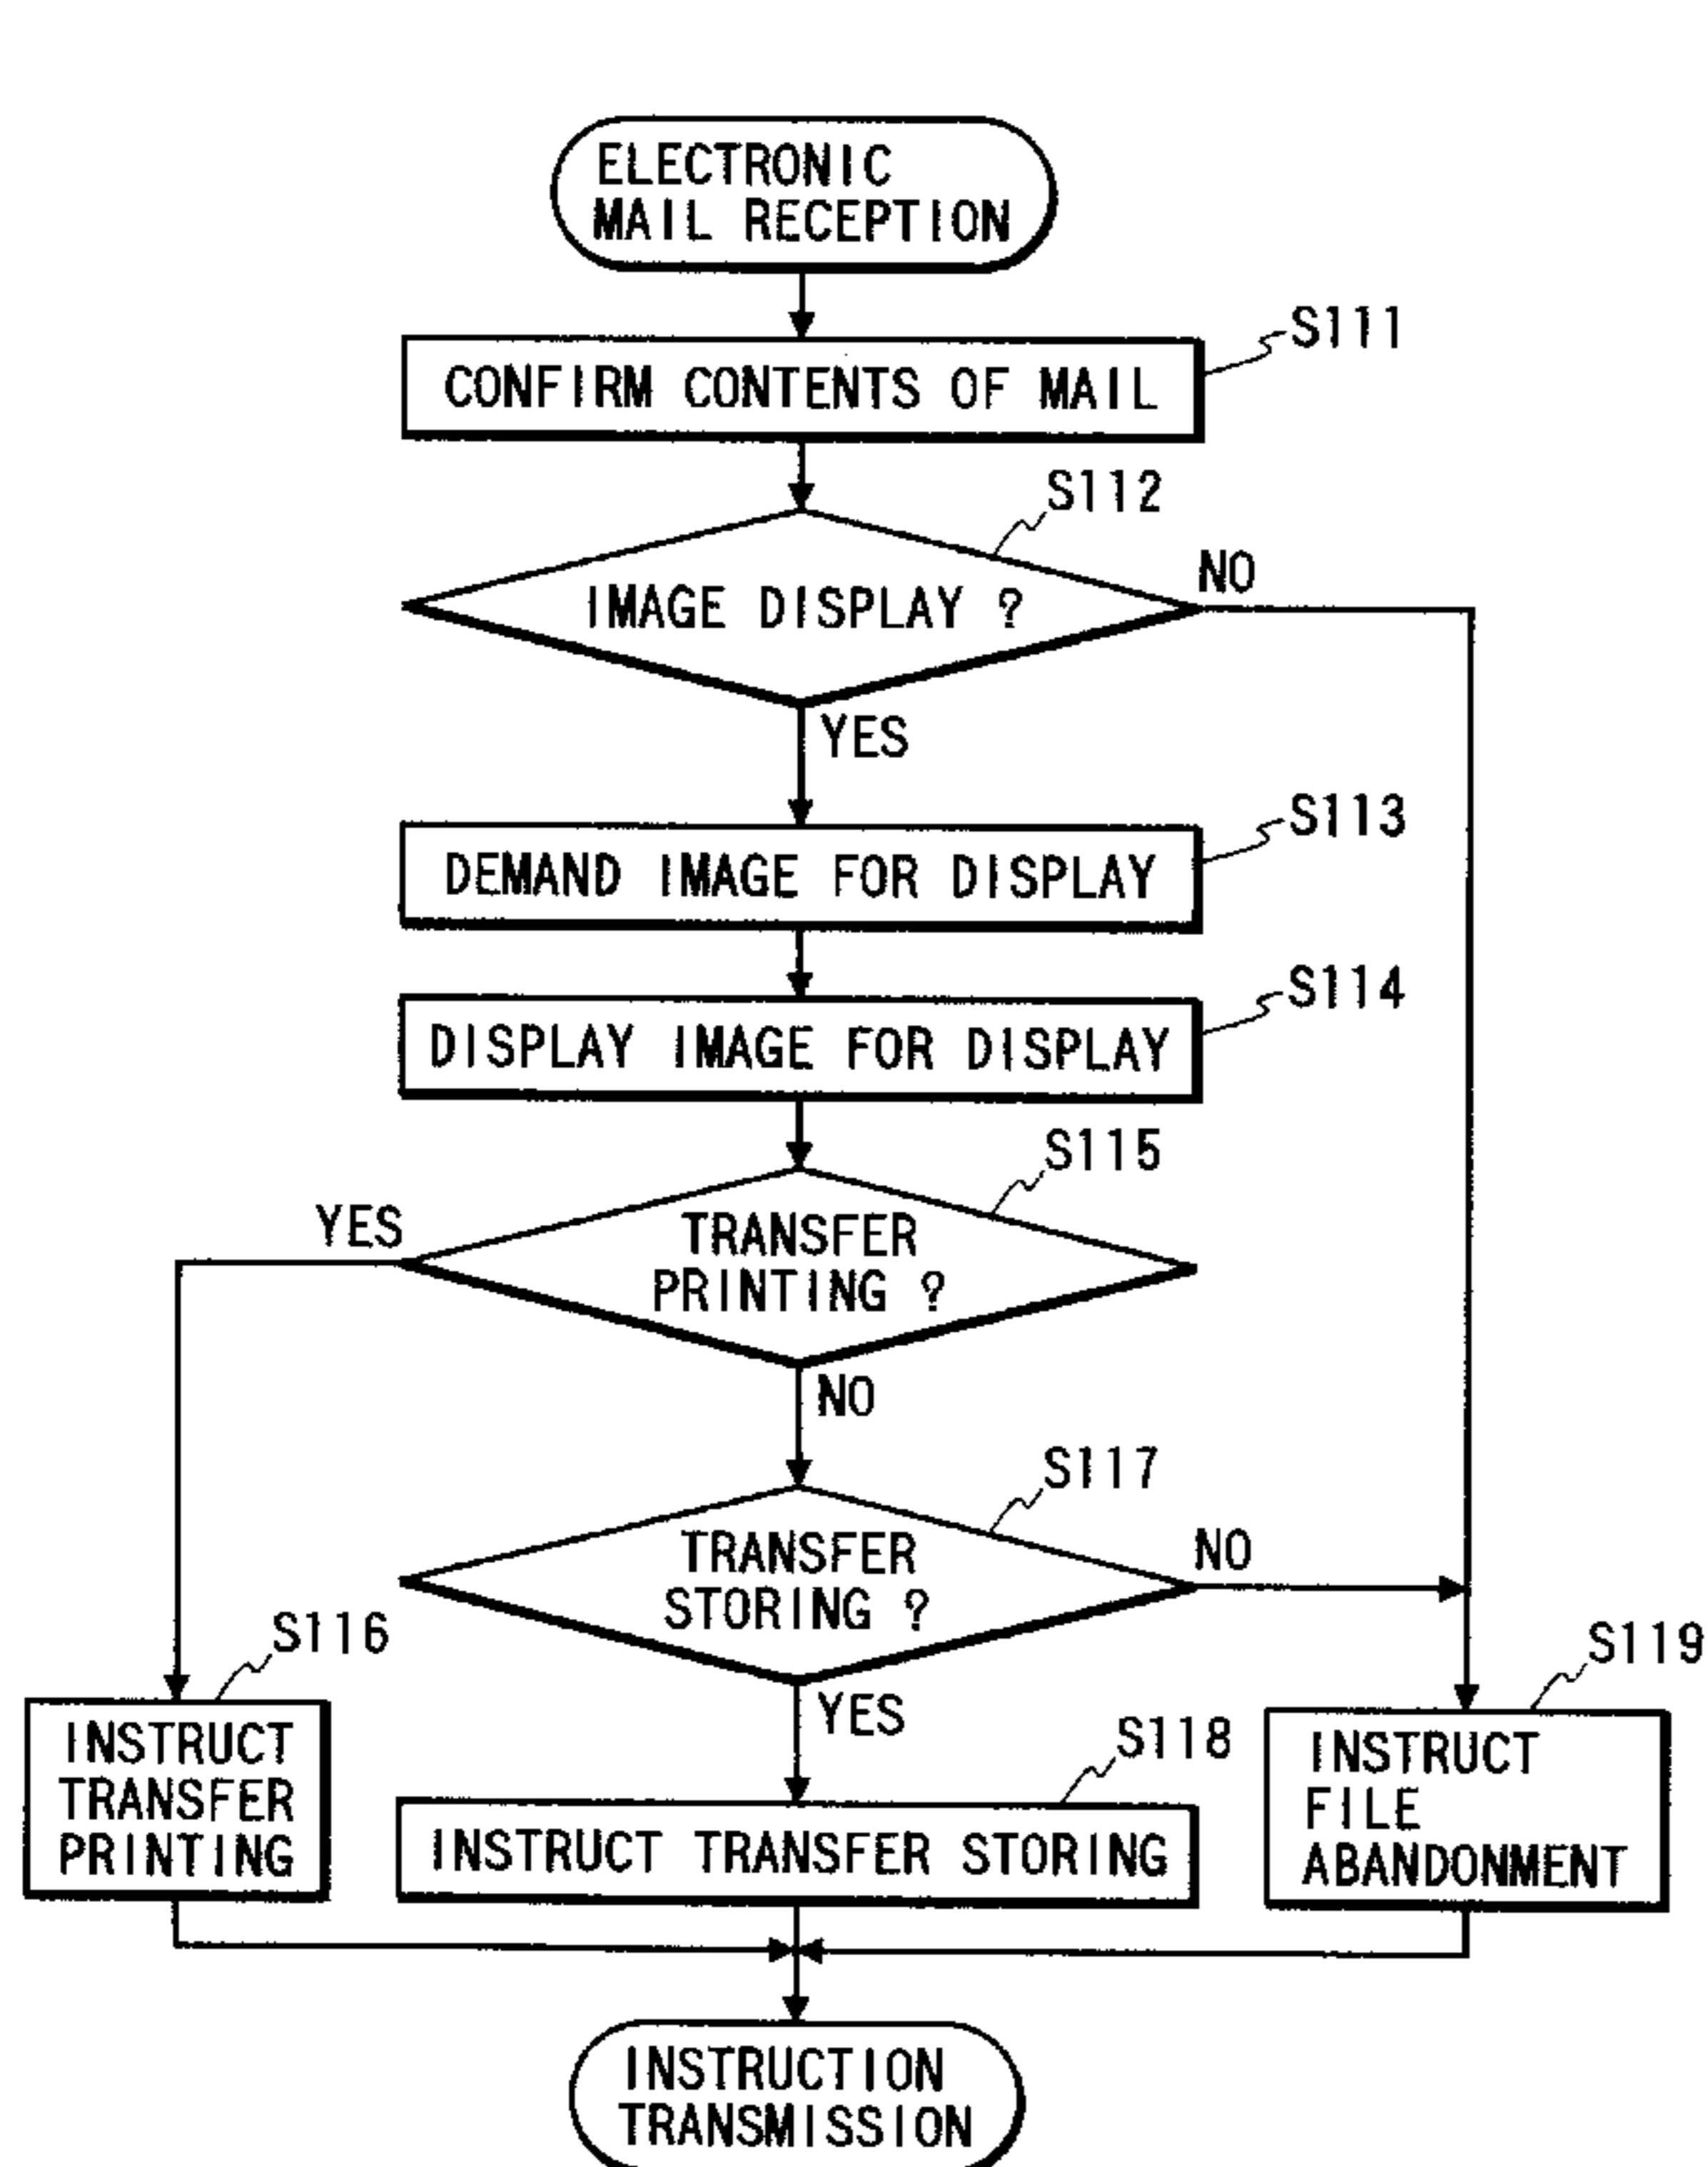 ELECTRONIC
MAIL RECEPTION
S111
CONFIRM CONTENTS OF MAIL
S112
IMAGE DISPLAY ?
NO
YES
S113
DEMAND IMAGE FOR DISPLAY
S114
DISPLAY IMAGE FOR DISPLAY
S115
YES
TRANSFER
PRINTING ?
NO
S117
TRANSFER
STORING ?
NO
YES
S116
INSTRUCT
TRANSFER
PRINTING
S118
INSTRUCT TRANSFER STORING
S119
INSTRUCT
FILE
ABANDONMENT
INSTRUCTION
TRANSMISSION